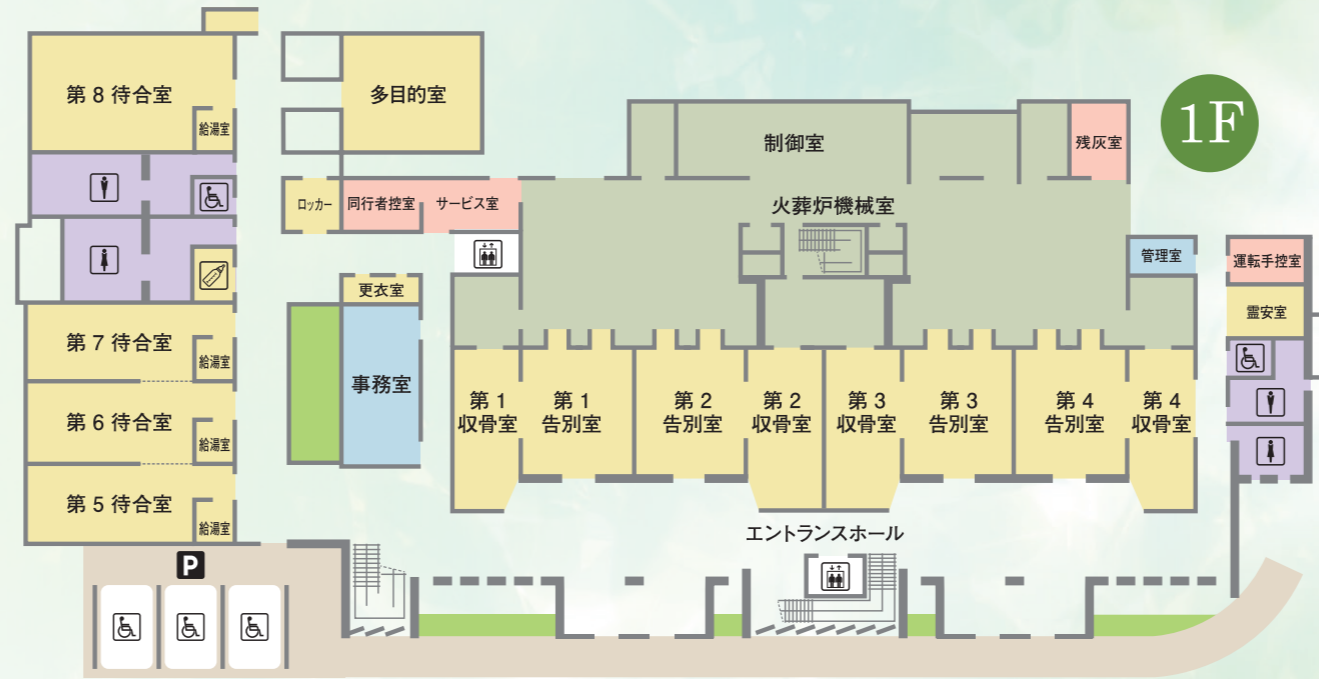 1F
第 8 待合室
給湯室
多目的室
制御室
残灰室
ロッカー
同行者控室
サービス室
火葬炉機械室
管理室
運転手控室
更衣室
霊安室
第 7 待合室
給湯室
事務室
第 6 待合室
給湯室
第 1
収骨室
第 1
告別室
第 2
告別室
第 2
収骨室
第 3
収骨室
第 3
告別室
第 4
告別室
第 4
収骨室
第 5 待合室
給湯室
エントランスホール
P